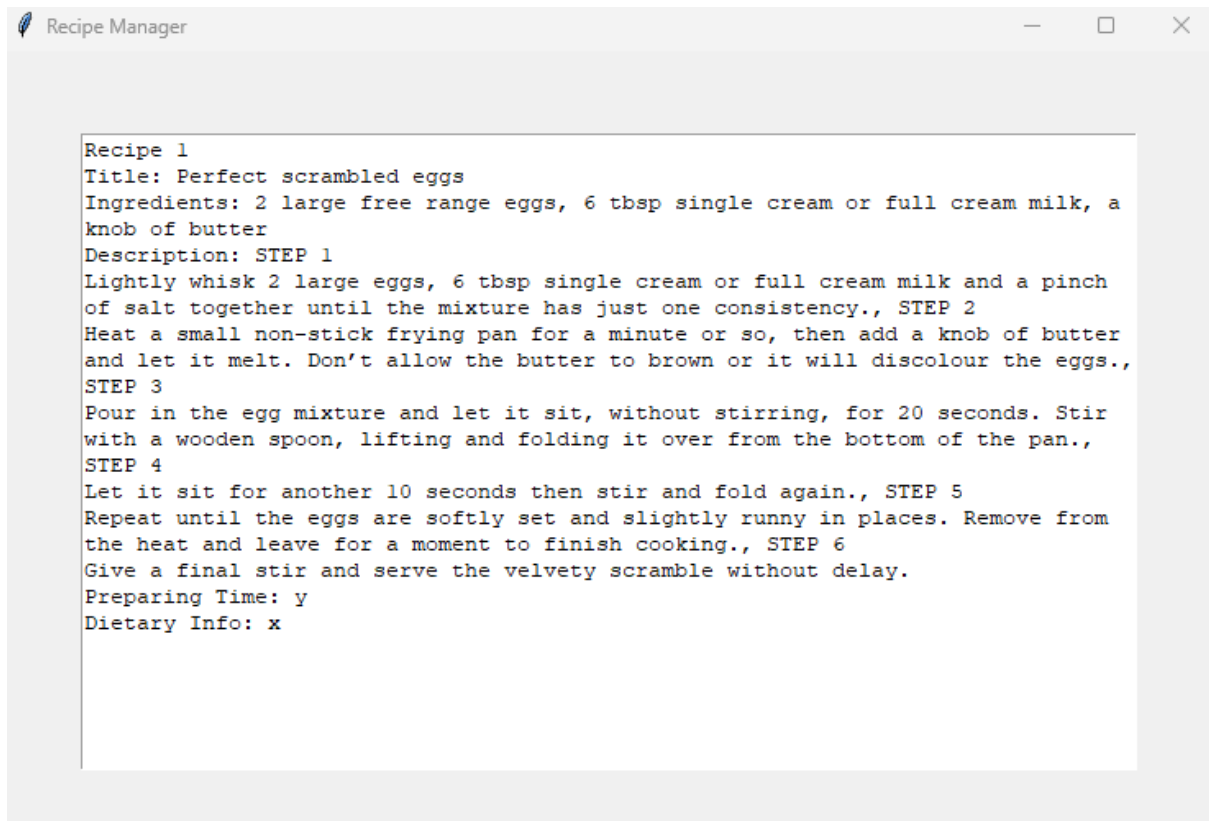 Recipe Manager
Recipe 1
Title: Perfect scrambled eggs
Ingredients: 2 large free range eggs, 6 tbsp single cream or full cream milk, a
knob of butter
Description: STEP 1
Lightly whisk 2 large eggs, 6 tbsp single cream or full cream milk and a pinch
of salt together until the mixture has just one consistency., STEP 2
Heat a small non-stick frying pan for a minute or so, then add a knob of butter
and let it melt. Don’t allow the butter to brown or it will discolour the eggs.,
STEP 3
Pour in the egg mixture and let it sit, without stirring, for 20 seconds. Stir
with a wooden spoon, lifting and folding it over from the bottom of the pan.,
STEP 4
Let it sit for another 10 seconds then stir and fold again., STEP 5
Repeat until the eggs are softly set and slightly runny in places. Remove from
the heat and leave for a moment to finish cooking., STEP 6
Give a final stir and serve the velvety scramble without delay.
Preparing Time: y
Dietary Info: x